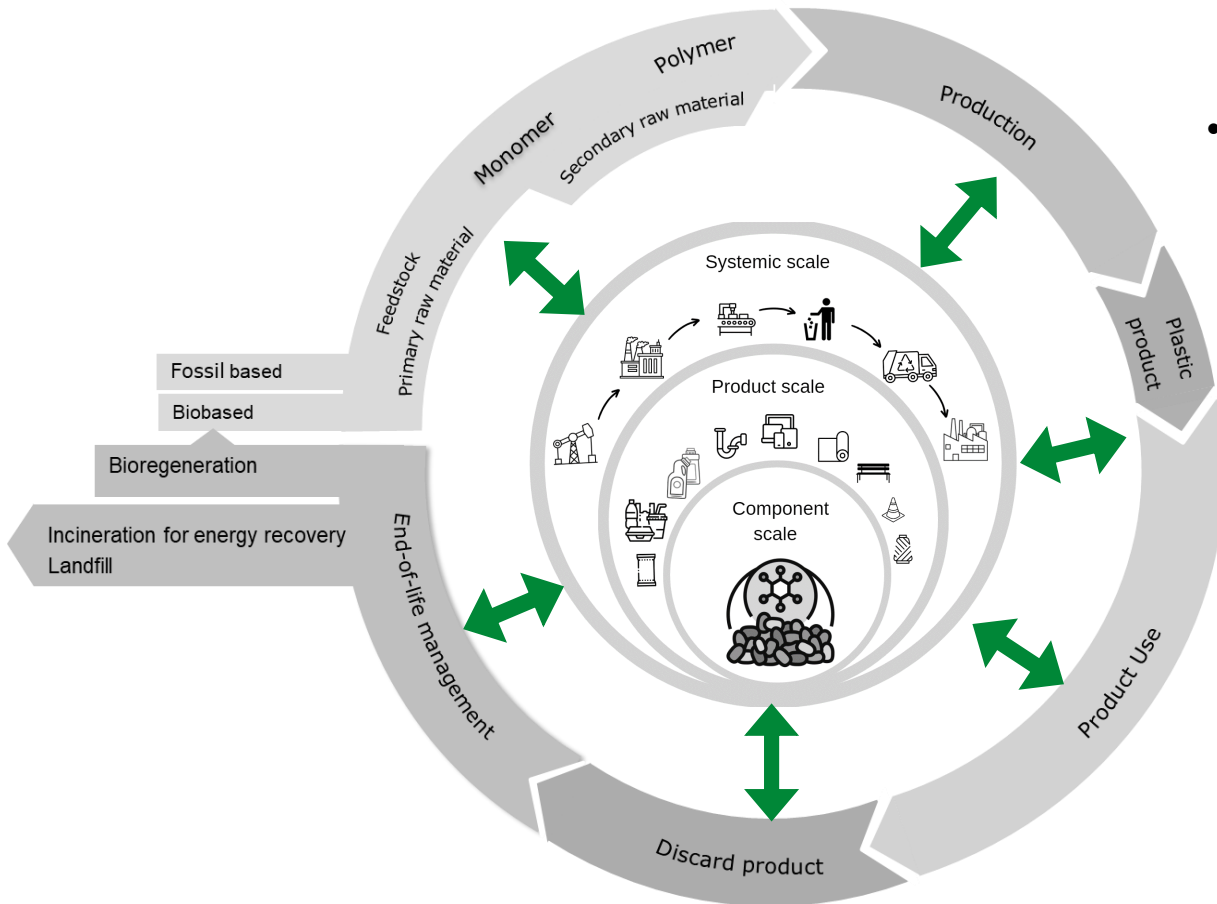 Polymer
Secondary raw material
Monomer
Feedstock
Primary raw material
Fossil based
Biobased
Bioregeneration
Incineration for energy recovery
Landfill
End-of-life management
Discard product
Product Use
Plastic
product
Production
Systemic scale
Product scale
Component
scale
•